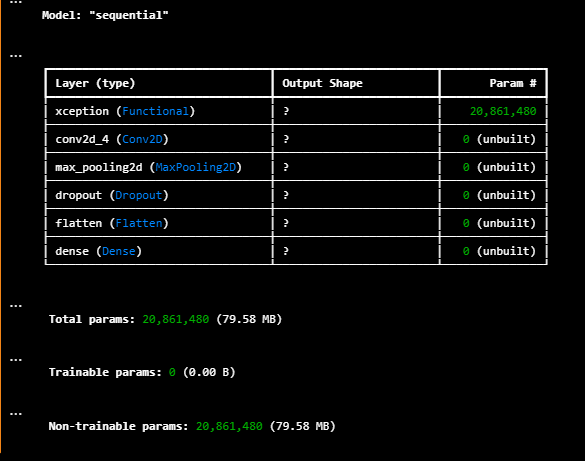 ...
Model: "sequential"
...
Layer (type) Output Shape Param #
xception (Functional) ? 20,861,480
conv2d_4 (Conv2D) ? 0 (unbuilt)
max_pooling2d (MaxPooling2D) ? 0 (unbuilt)
dropout (Dropout) ? 0 (unbuilt)
flatten (Flatten) ? 0 (unbuilt)
dense (Dense) ? 0 (unbuilt)
...
Total params: 20,861,480 (79.58 MB)
...
Trainable params: 0 (0.00 B)
...
Non-trainable params: 20,861,480 (79.58 MB)